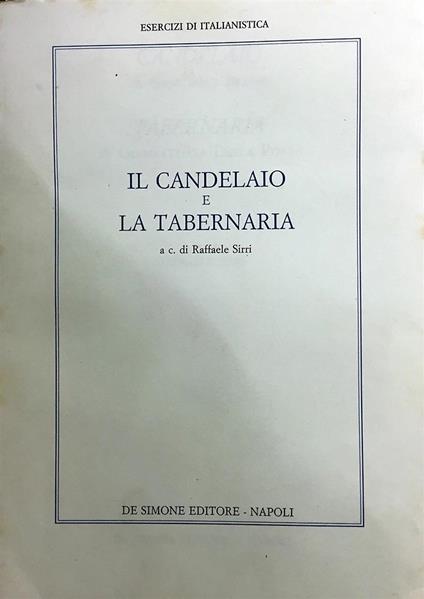 ESERCIZI DI ITALIANISTICA
IL CANDELAIO
E
LA TABERNARIA
a c. di Raffaele Sirri
DE SIMONE EDITORE - NAPOLI